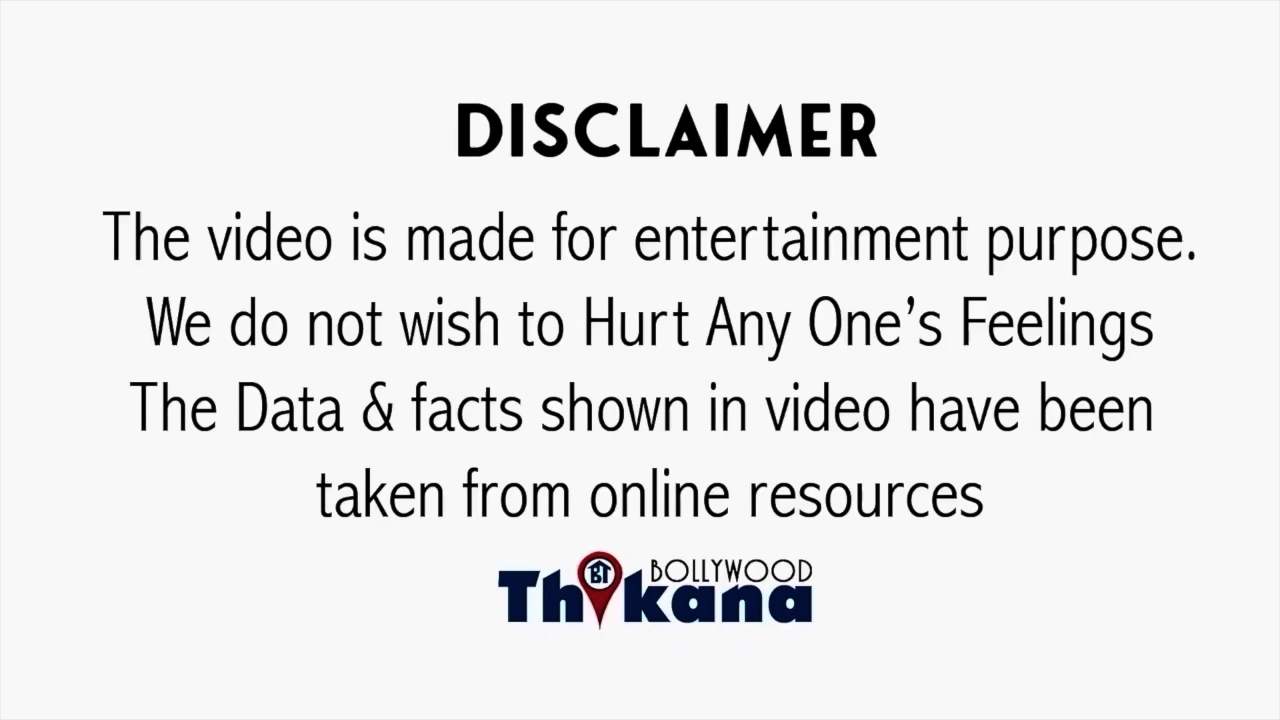 DISCLAIMER
The video is made for entertainment purpose.
We do not wish to Hurt Any One’s Feelings
The Data & facts shown in video have been
taken from online resources
BT BOLLYWOOD
Thikana